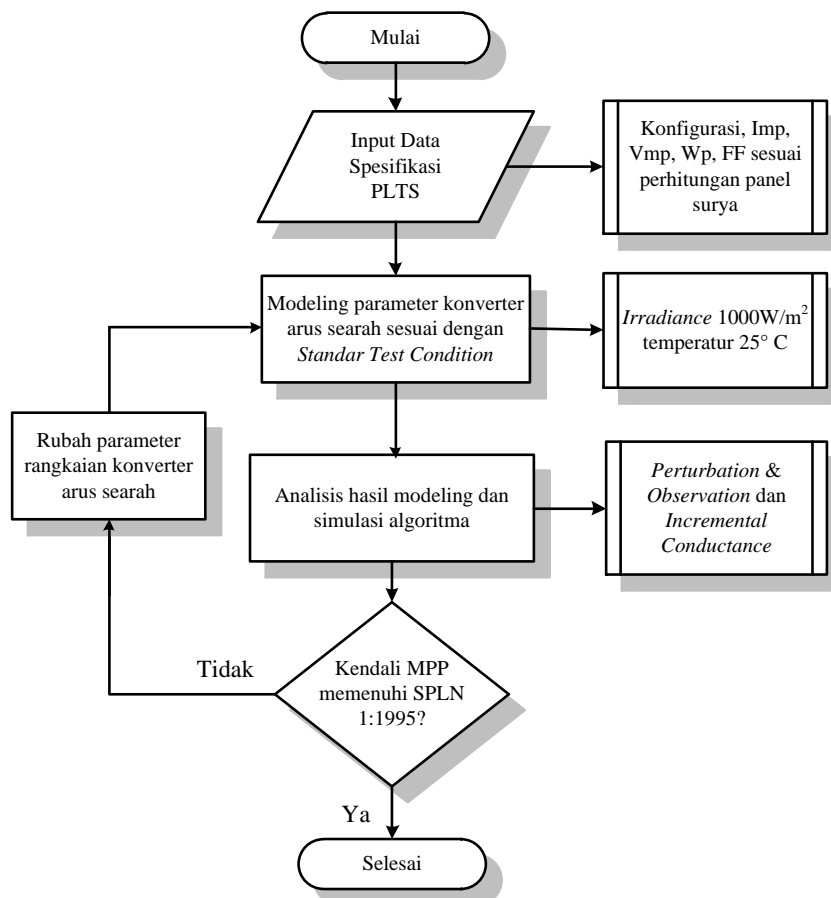 Mulai
Input Data
Spesifikasi
PLTS
Konfigurasi, Imp,
Vmp, Wp, FF sesuai
perhitungan panel
surya
Modeling parameter konverter
arus searah sesuai dengan
Standar Test Condition
Irradiance 1000W/m²
temperatur 25° C
Rubah parameter
rangkaian konverter
arus searah
Analisis hasil modeling dan
simulasi algoritma
Perturbation &
Observation dan
Incremental
Conductance
Tidak
Kendali MPP
memenuhi SPLN
1:1995?
Ya
Selesai